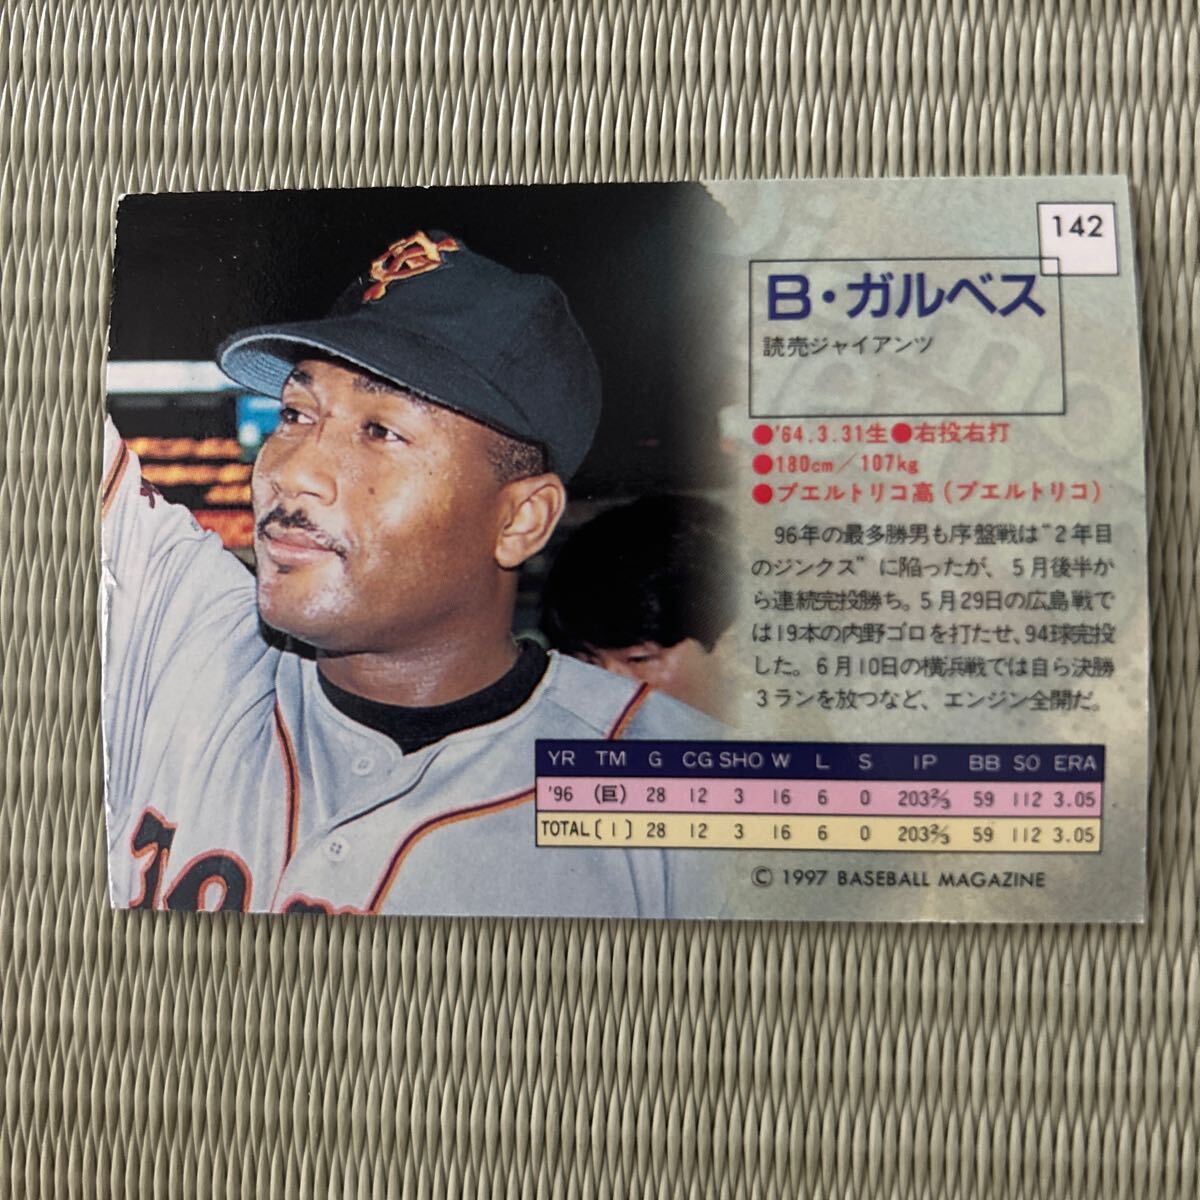 142
B・ガルベス
読売ジャイアンツ
●'64.3.31生●右投右打
●180cm／107kg
●プエルトリコ高（プエルトリコ）
96年の最多勝男も序盤戦は"2年目
のジンクス"に陥ったが、5月後半か
ら連続完投勝ち。5月29日の広島戦で
は19本の内野ゴロを打たせ、94球完投
した。6月10日の横浜戦では自ら決勝
3ランを放つなど、エンジン全開だ。
YR TM G CG SHO W L S IP BB SO ERA
'96 (巨) 28 12 3 16 6 0 203⅔ 59 112 3.05
TOTAL〔1〕 28 12 3 16 6 0 203⅔ 59 112 3.05
© 1997 BASEBALL MAGAZINE